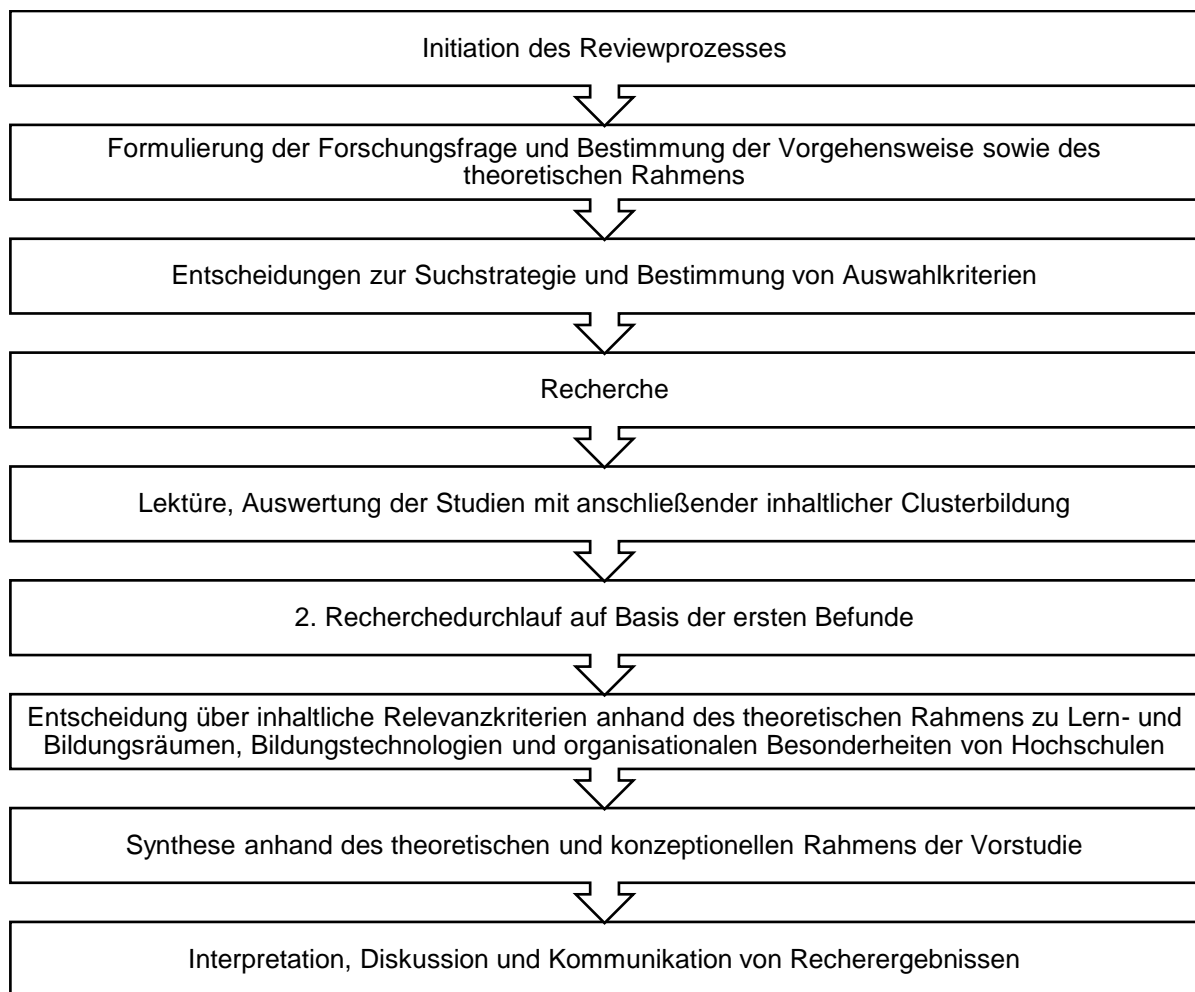 Initiation des Reviewprozesses
Formulierung der Forschungsfrage und Bestimmung der Vorgehensweise sowie des
theoretischen Rahmens
Entscheidungen zur Suchstrategie und Bestimmung von Auswahlkriterien
Recherche
Lektüre, Auswertung der Studien mit anschließender inhaltlicher Clusterbildung
2. Recherchedurchlauf auf Basis der ersten Befunde
Entscheidung über inhaltliche Relevanzkriterien anhand des theoretischen Rahmens zu Lern- und
Bildungsräumen, Bildungstechnologien und organisationalen Besonderheiten von Hochschulen
Synthese anhand des theoretischen und konzeptionellen Rahmens der Vorstudie
Interpretation, Diskussion und Kommunikation von Recherergebnissen